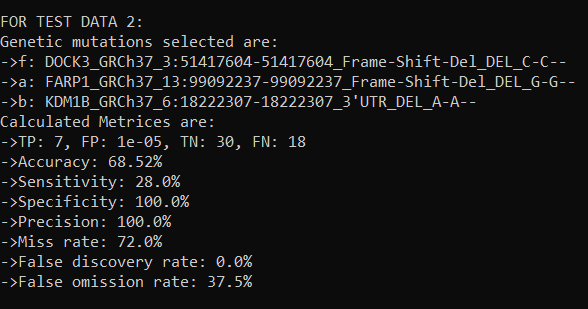 FOR TEST DATA 2:
Genetic mutations selected are:
->f: DOCK3_GRCh37_3:51417604-51417604_Frame-Shift-Del_DEL_C-C--
->a: FARP1_GRCh37_13:99092237-99092237_Frame-Shift-Del_DEL_G-G--
->b: KDM1B_GRCh37_6:18222307-18222307_3'UTR_DEL_A-A--
Calculated Metrices are:
->TP: 7, FP: 1e-05, TN: 30, FN: 18
->Accuracy: 68.52%
->Sensitivity: 28.0%
->Specificity: 100.0%
->Precision: 100.0%
->Miss rate: 72.0%
->False discovery rate: 0.0%
->False omission rate: 37.5%